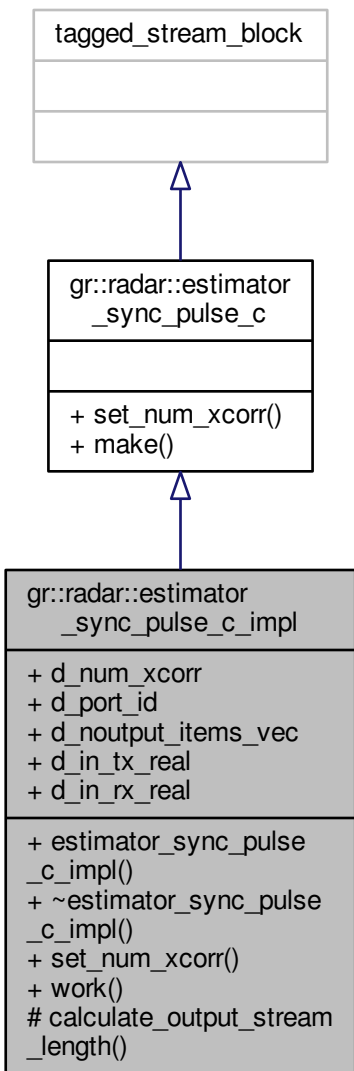 tagged_stream_block
gr::radar::estimator
_sync_pulse_c
+ set_num_xcorr()
+ make()
gr::radar::estimator
_sync_pulse_c_impl
+ d_num_xcorr
+ d_port_id
+ d_noutput_items_vec
+ d_in_tx_real
+ d_in_rx_real
+ estimator_sync_pulse
_c_impl()
+ ~estimator_sync_pulse
_c_impl()
+ set_num_xcorr()
+ work()
# calculate_output_stream
_length()